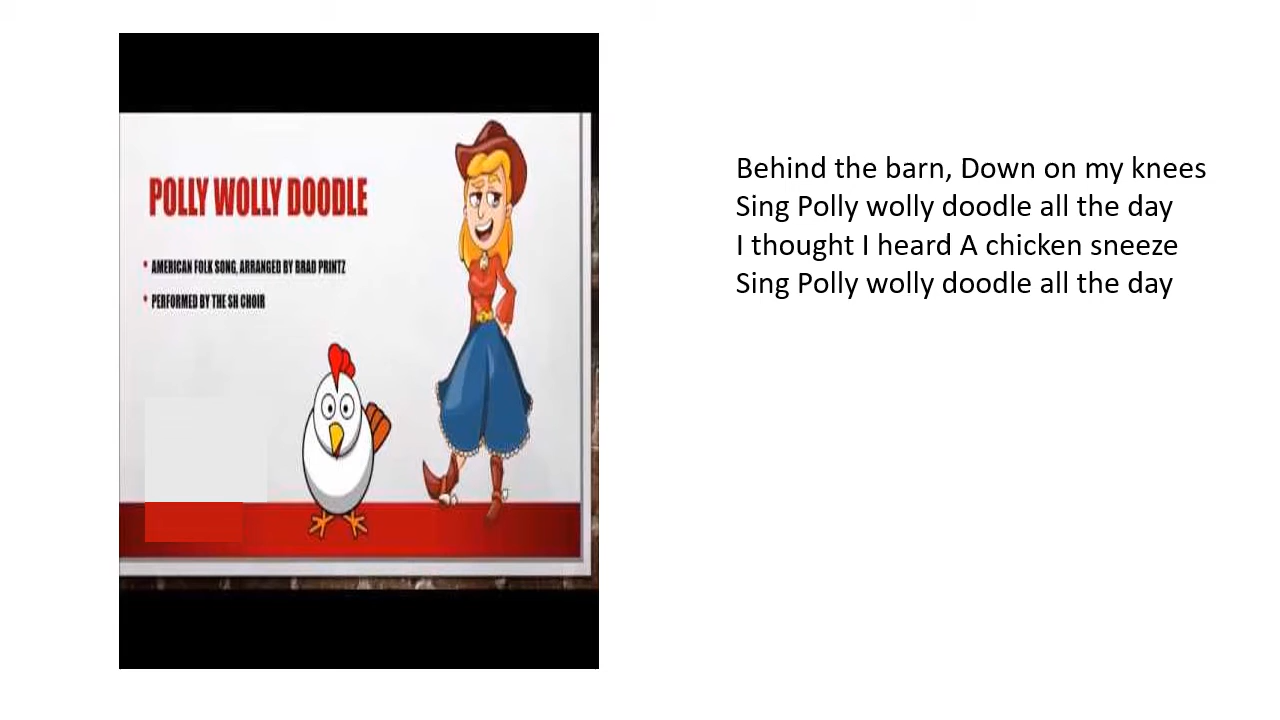 POLLY WOLLY DOODLE
• AMERICAN FOLK SONG, ARRANGED BY BRAD PRINTZ
• PERFORMED BY THE SH CHOIR
Behind the barn, Down on my knees
Sing Polly wolly doodle all the day
I thought I heard A chicken sneeze
Sing Polly wolly doodle all the day